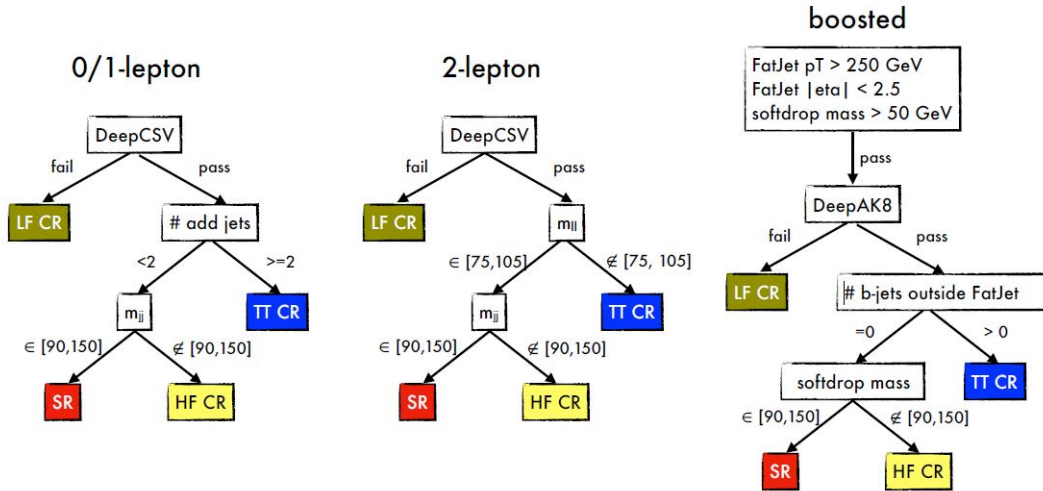 0/1-lepton
DeepCSV
fail
pass
LF CR
# add jets
<2
>=2
mjj
TT CR
∈ [90,150]
∉ [90,150]
SR
HF CR
2-lepton
DeepCSV
fail
pass
LF CR
mll
∈ [75,105]
∉ [75, 105]
mjj
TT CR
∈ [90,150]
∉ [90,150]
SR
HF CR
boosted
FatJet pT > 250 GeV
FatJet |eta| < 2.5
softdrop mass > 50 GeV
pass
DeepAK8
fail
pass
LF CR
# b-jets outside FatJet
=0
> 0
softdrop mass
TT CR
∈ [90,150]
∉ [90,150]
SR
HF CR